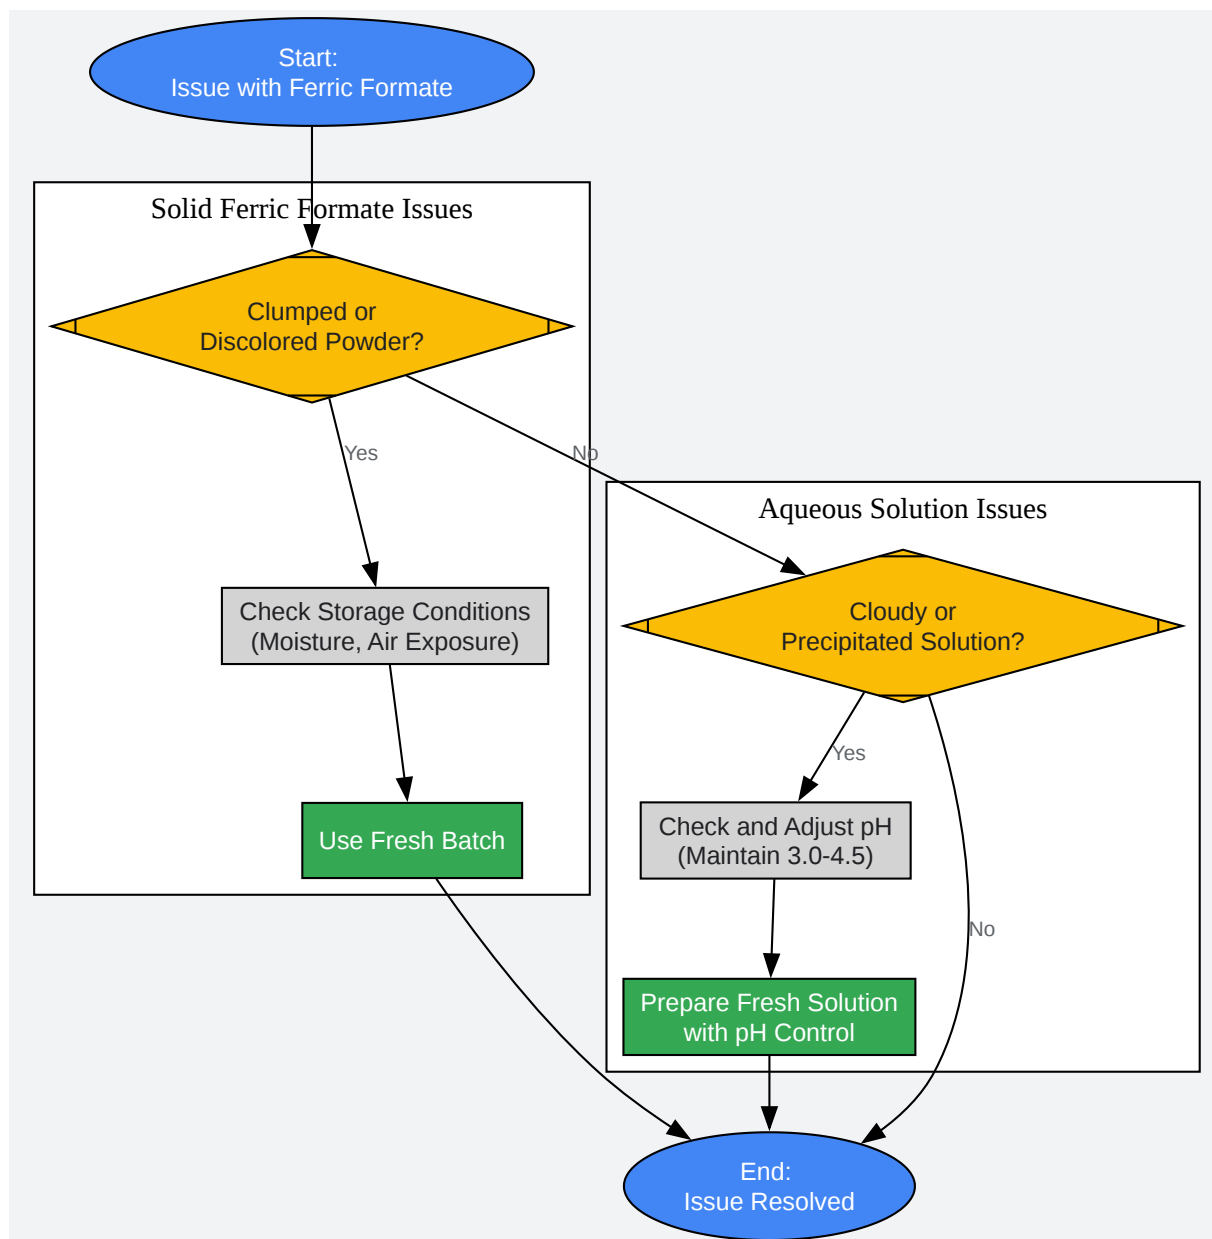 Start:
Issue with Ferric Formate
Solid Ferric Formate Issues
Clumped or
Discolored Powder?
Yes
No
Aqueous Solution Issues
Check Storage Conditions
(Moisture, Air Exposure)
Cloudy or
Precipitated Solution?
Yes
Use Fresh Batch
Check and Adjust pH
(Maintain 3.0-4.5)
No
Prepare Fresh Solution
with pH Control
End:
Issue Resolved